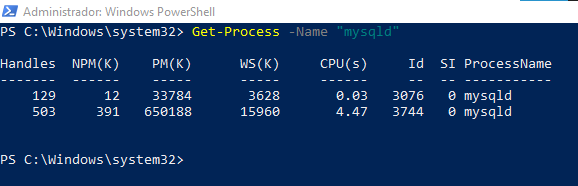 Administrador: Windows PowerShell
PS C:\Windows\system32> Get-Process -Name "mysqld"
Handles  NPM(K)    PM(K)      WS(K)     CPU(s)     Id  SI ProcessName
-------  ------    -----      -----     ------     --  -- -----------
    129      12    33784       3628       0.03   3076   0 mysqld
    503     391   650188      15960       4.47   3744   0 mysqld
PS C:\Windows\system32>